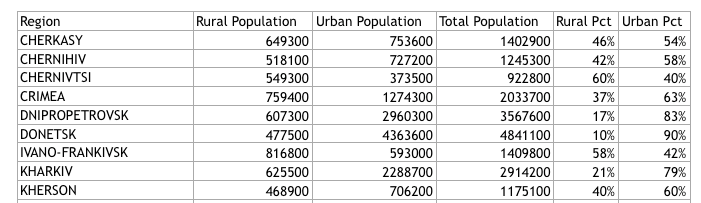 Region Rural Population Urban Population Total Population Rural Pct Urban Pct
CHERKASY 649300 753600 1402900 46% 54%
CHERNIHIV 518100 727200 1245300 42% 58%
CHERNIVTSI 549300 373500 922800 60% 40%
CRIMEA 759400 1274300 2033700 37% 63%
DNIPROPETROVSK 607300 2960300 3567600 17% 83%
DONETSK 477500 4363600 4841100 10% 90%
IVANO-FRANKIVSK 816800 593000 1409800 58% 42%
KHARKIV 625500 2288700 2914200 21% 79%
KHERSON 468900 706200 1175100 40% 60%